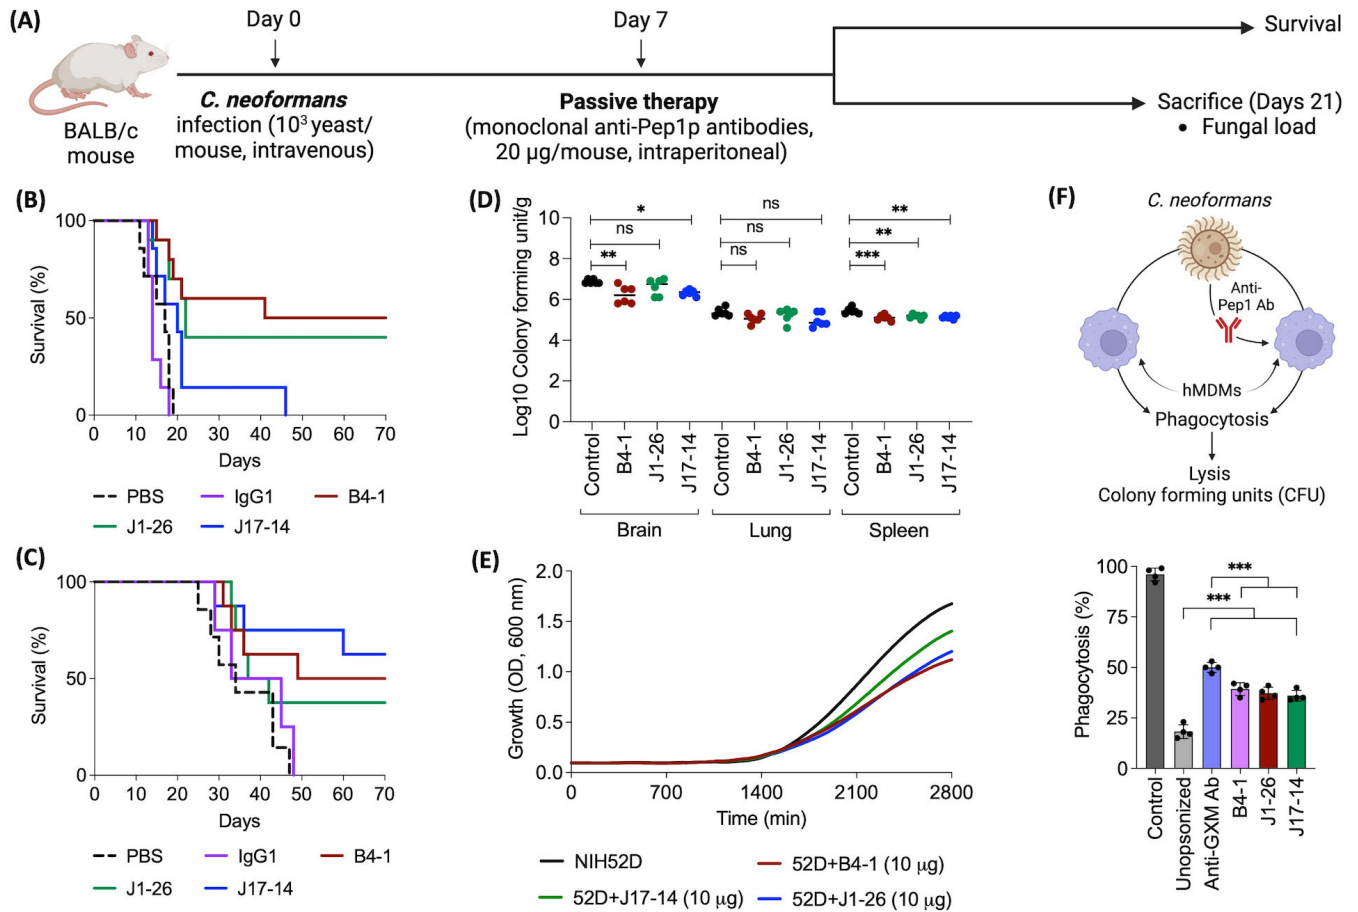 (A)
Day 0
Day 7
Survival
C. neoformans
infection (10³ yeast/
mouse, intravenous)
Passive therapy
(monoclonal anti-Pep1p antibodies,
20 µg/mouse, intraperitoneal)
Sacrifice (Days 21)
• Fungal load
BALB/c
mouse
(B)
Survival (%)
100
50
0
0 10 20 30 40 50 60 70
Days
PBS IgG1 B4-1
J1-26 J17-14
(C)
Survival (%)
100
50
0
0 10 20 30 40 50 60 70
Days
PBS IgG1 B4-1
J1-26 J17-14
(D)
Log10 Colony forming unit/g
10
8
6
4
2
0
* ns **
ns ns ns
** ** ***
Control B4-1 J1-26 J17-14 Control B4-1 J1-26 J17-14 Control B4-1 J1-26 J17-14
Brain Lung Spleen
(E)
Growth (OD, 600 nm)
2.0
1.5
1.0
0.5
0.0
0 700 1400 2100 2800
Time (min)
NIH52D 52D+B4-1 (10 µg)
52D+J17-14 (10 µg) 52D+J1-26 (10 µg)
(F)
C. neoformans
Anti-
Pep1 Ab
hMDMs
Phagocytosis
Lysis
Colony forming units (CFU)
Phagocytosis (%)
100
75
50
25
0
***
***
Control Unopsonized Anti-GXM Ab B4-1 J1-26 J17-14